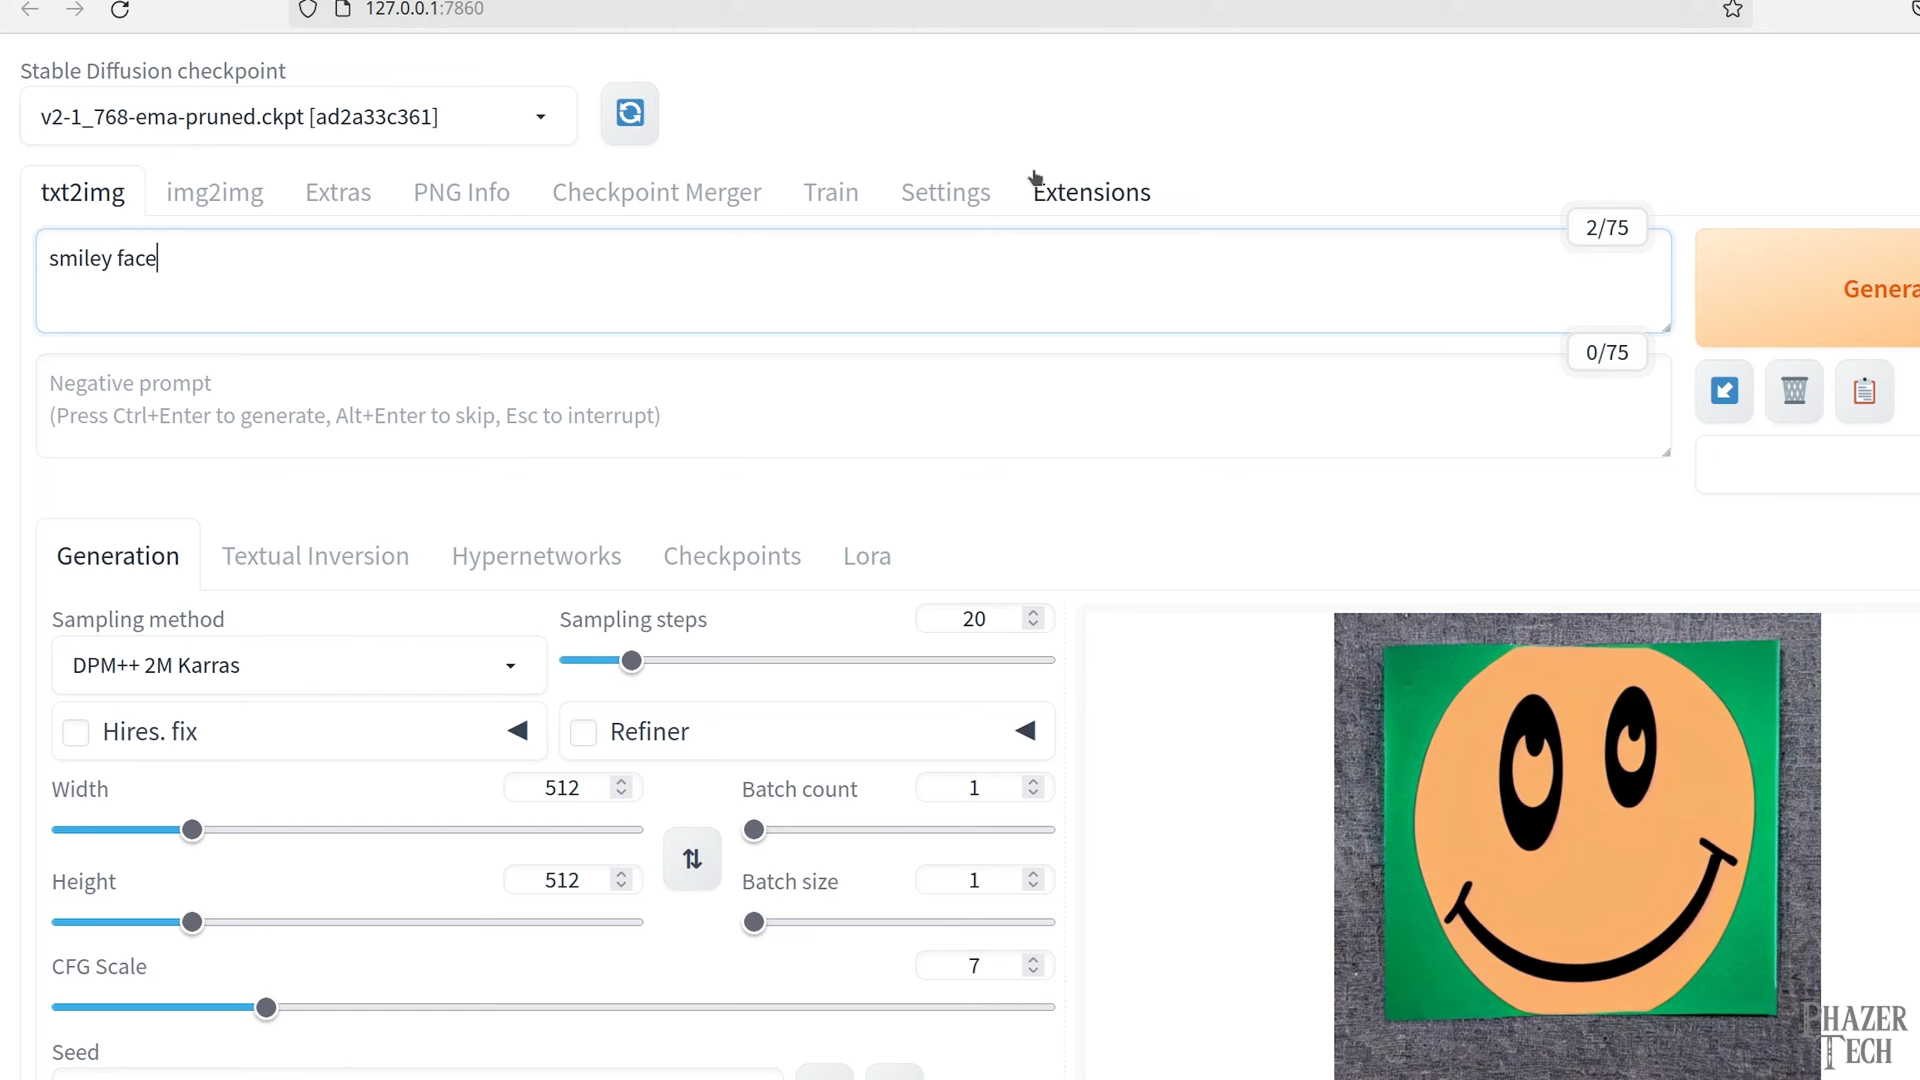 127.0.0.1:7860
Stable Diffusion checkpoint
v2-1_768-ema-pruned.ckpt [ad2a33c361]
txt2img img2img Extras PNG Info Checkpoint Merger Train Settings Extensions
2/75
smiley face
Genera
0/75
Negative prompt
(Press Ctrl+Enter to generate, Alt+Enter to skip, Esc to interrupt)
Generation Textual Inversion Hypernetworks Checkpoints Lora
Sampling method Sampling steps 20
DPM++ 2M Karras
Hires. fix Refiner
Width 512 Batch count 1
Height 512 Batch size 1
CFG Scale 7
Seed
PHAZER
TECH